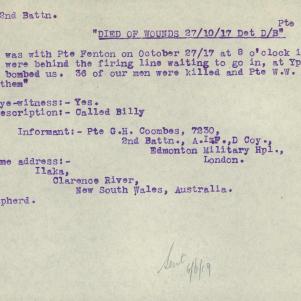 2nd Battn.
Pte
"DIED OF WOUNDS 27/10/17 Det D/B"
was with Pte Fenton on October 27/17 at 8 o'clock i
were behind the firing line waiting to go in, at Yp
bombed us. 36 of our men were killed and Pte W.W.
them"
ye-witness:- Yes.
escription:- Called Billy
Informant:- Pte G.H. Coombes, 7230,
2nd Battn., A.I.F., D Coy.,
Edmonton Military Hpl.,
London.
me address:-
Ilaka,
Clarence River,
New South Wales, Australia.
pherd.
Sent